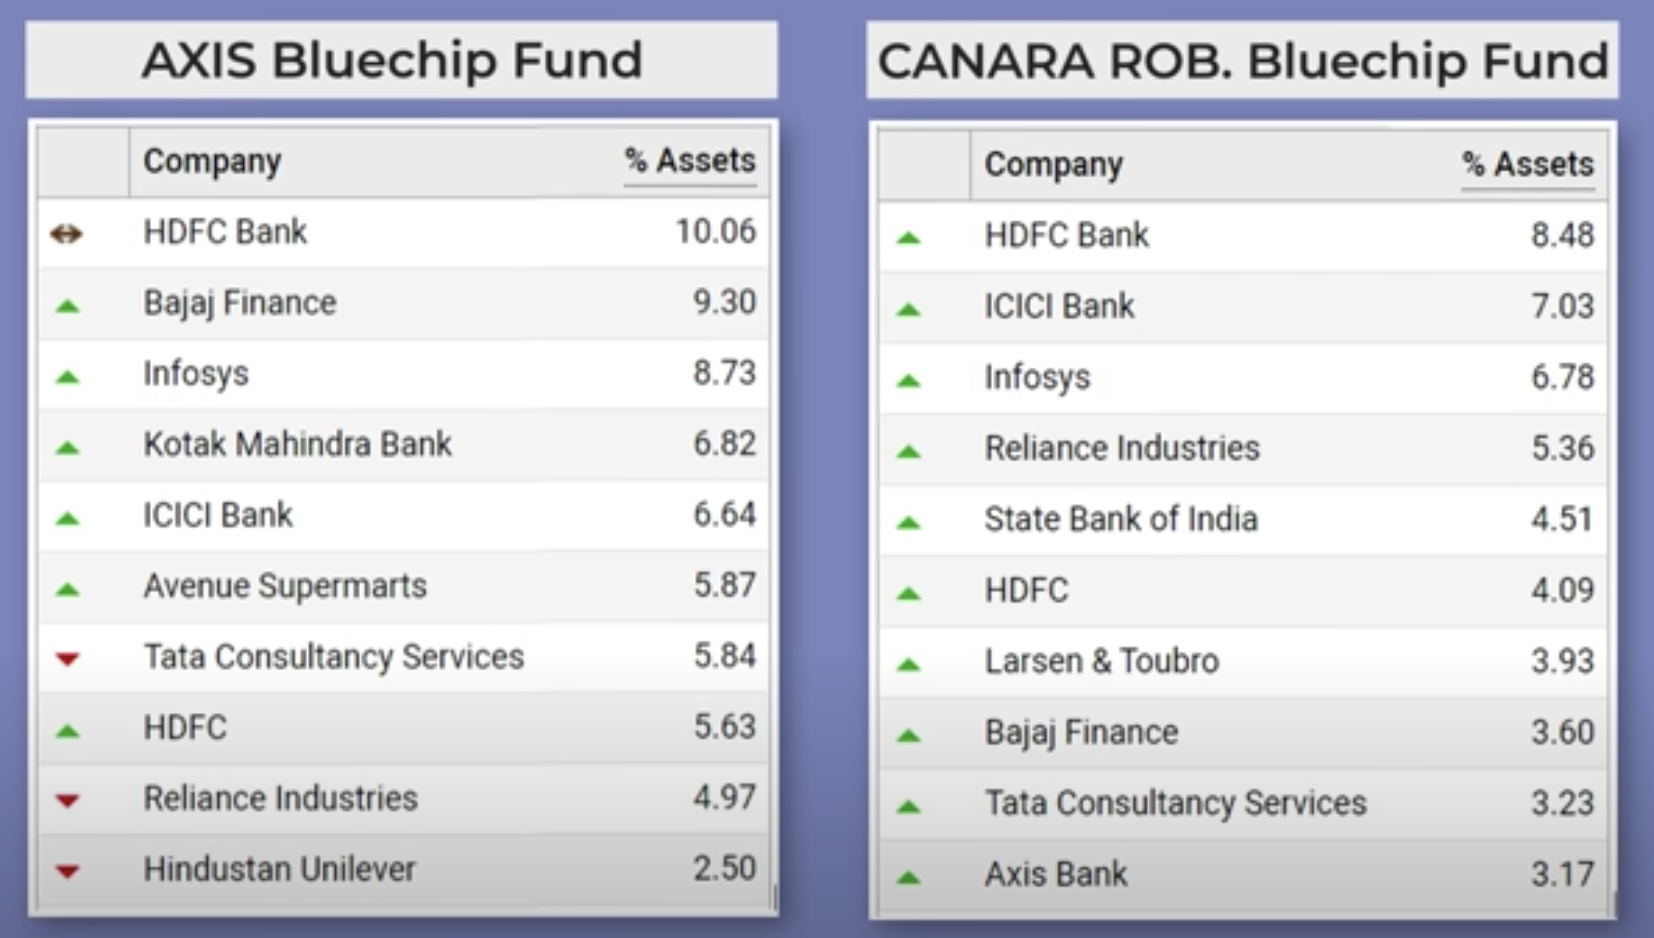 AXIS Bluechip Fund
Company % Assets
HDFC Bank 10.06
Bajaj Finance 9.30
Infosys 8.73
Kotak Mahindra Bank 6.82
ICICI Bank 6.64
Avenue Supermarts 5.87
Tata Consultancy Services 5.84
HDFC 5.63
Reliance Industries 4.97
Hindustan Unilever 2.50
CANARA ROB. Bluechip Fund
Company % Assets
HDFC Bank 8.48
ICICI Bank 7.03
Infosys 6.78
Reliance Industries 5.36
State Bank of India 4.51
HDFC 4.09
Larsen & Toubro 3.93
Bajaj Finance 3.60
Tata Consultancy Services 3.23
Axis Bank 3.17